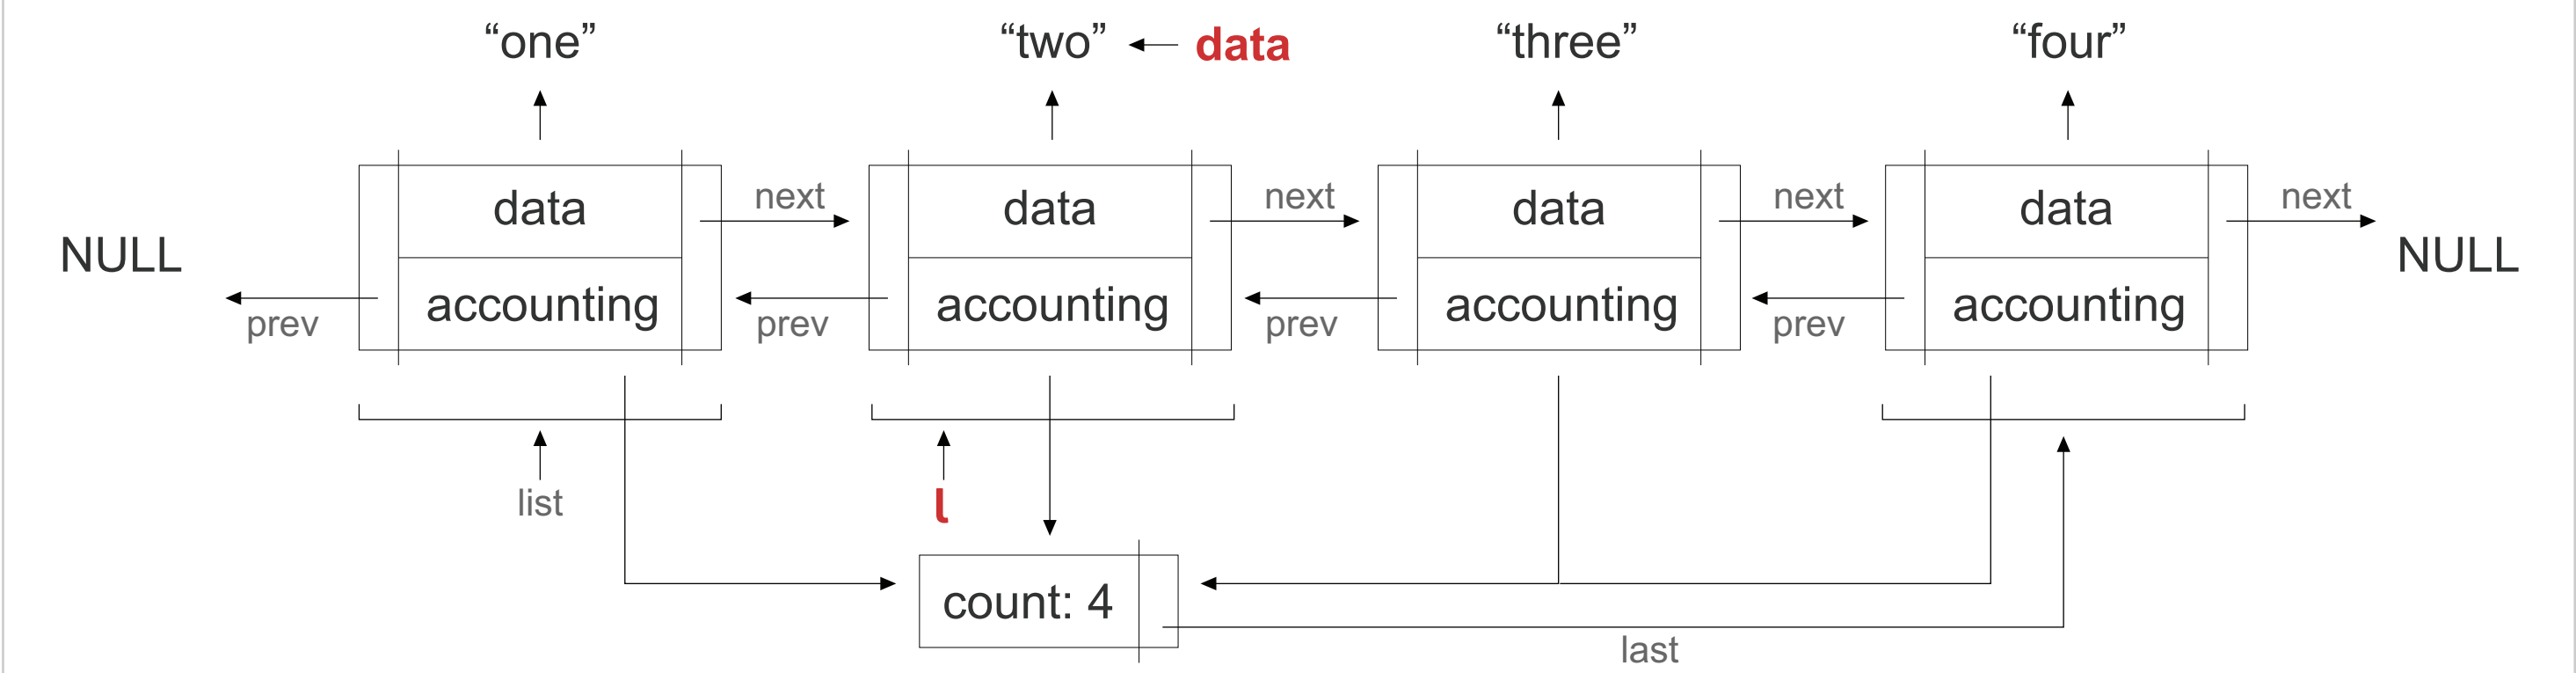 “one”
“two”
data
“three”
“four”
data
next
data
next
data
next
data
next
NULL
NULL
accounting
accounting
accounting
accounting
prev
prev
prev
prev
list
l
count: 4
last